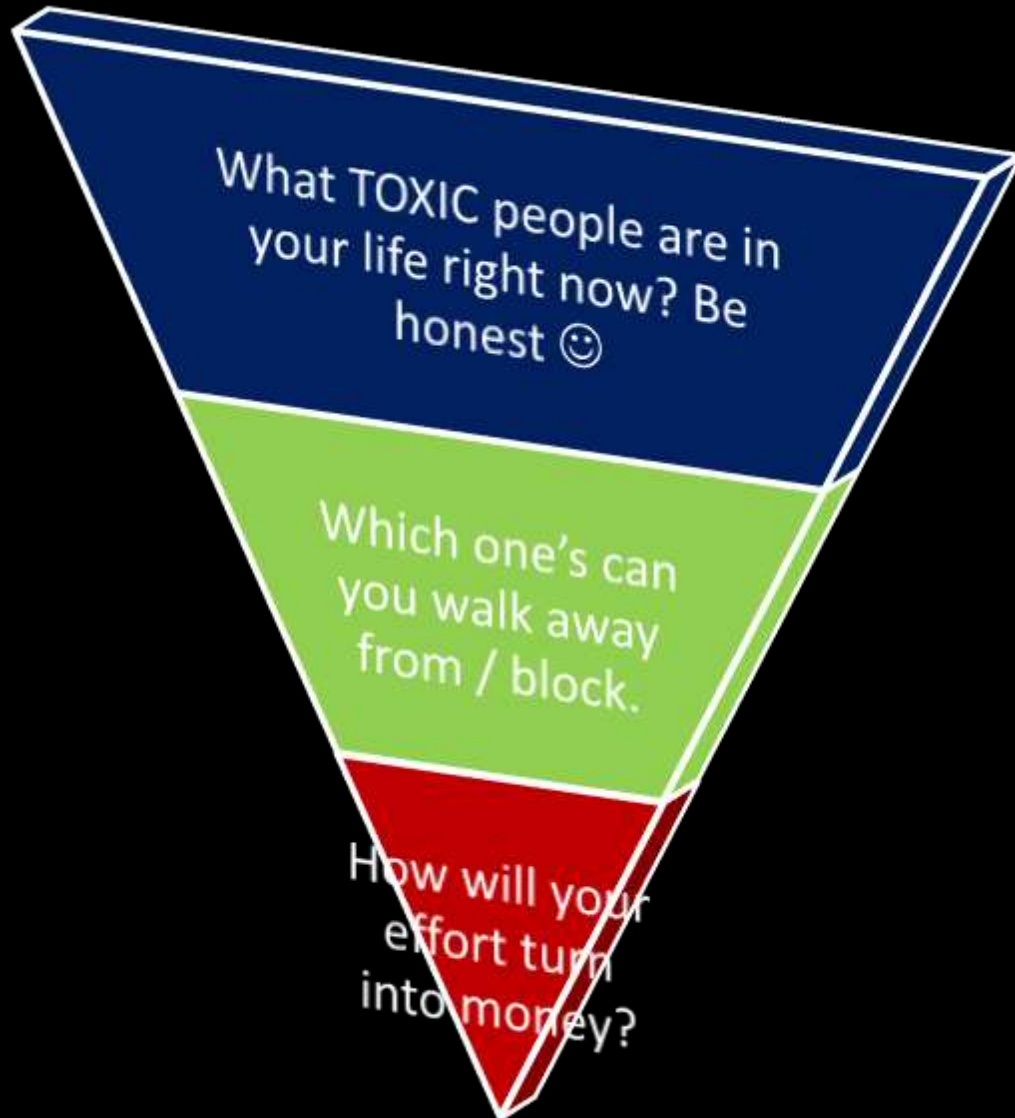 What TOXIC people are in
your life right now? Be
honest ☺
Which one’s can
you walk away
from / block.
How will your
effort turn
into money?